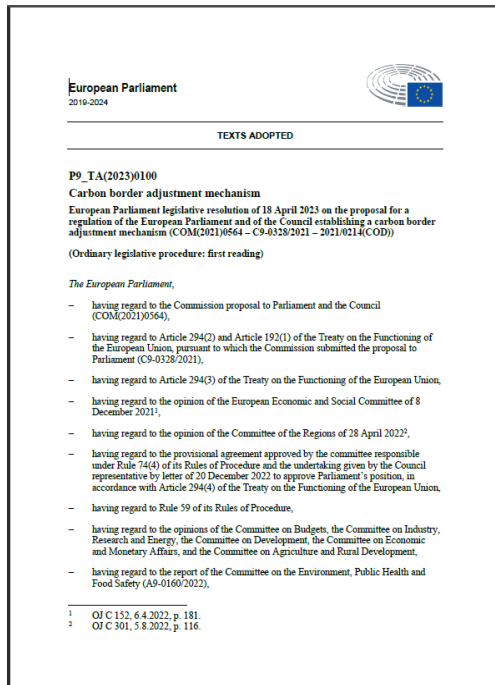 European Parliament
2019-2024
TEXTS ADOPTED
P9_TA(2023)0100
Carbon border adjustment mechanism
European Parliament legislative resolution of 18 April 2023 on the proposal for a
regulation of the European Parliament and of the Council establishing a carbon border
adjustment mechanism (COM(2021)0564 – C9-0328/2021 – 2021/0214(COD))
(Ordinary legislative procedure: first reading)
The European Parliament,
– having regard to the Commission proposal to Parliament and the Council
(COM(2021)0564),
– having regard to Article 294(2) and Article 192(1) of the Treaty on the Functioning of
the European Union, pursuant to which the Commission submitted the proposal to
Parliament (C9-0328/2021),
– having regard to Article 294(3) of the Treaty on the Functioning of the European Union,
– having regard to the opinion of the European Economic and Social Committee of 8
December 2021¹,
– having regard to the opinion of the Committee of the Regions of 28 April 2022²,
– having regard to the provisional agreement approved by the committee responsible
under Rule 74(4) of its Rules of Procedure and the undertaking given by the Council
representative by letter of 20 December 2022 to approve Parliament's position, in
accordance with Article 294(4) of the Treaty on the Functioning of the European Union,
– having regard to Rule 59 of its Rules of Procedure,
– having regard to the opinions of the Committee on Budgets, the Committee on Industry,
Research and Energy, the Committee on Development, the Committee on Economic
and Monetary Affairs, and the Committee on Agriculture and Rural Development,
– having regard to the report of the Committee on the Environment, Public Health and
Food Safety (A9-0160/2022),
¹ OJ C 152, 6.4.2022, p. 181.
² OJ C 301, 5.8.2022, p. 116.